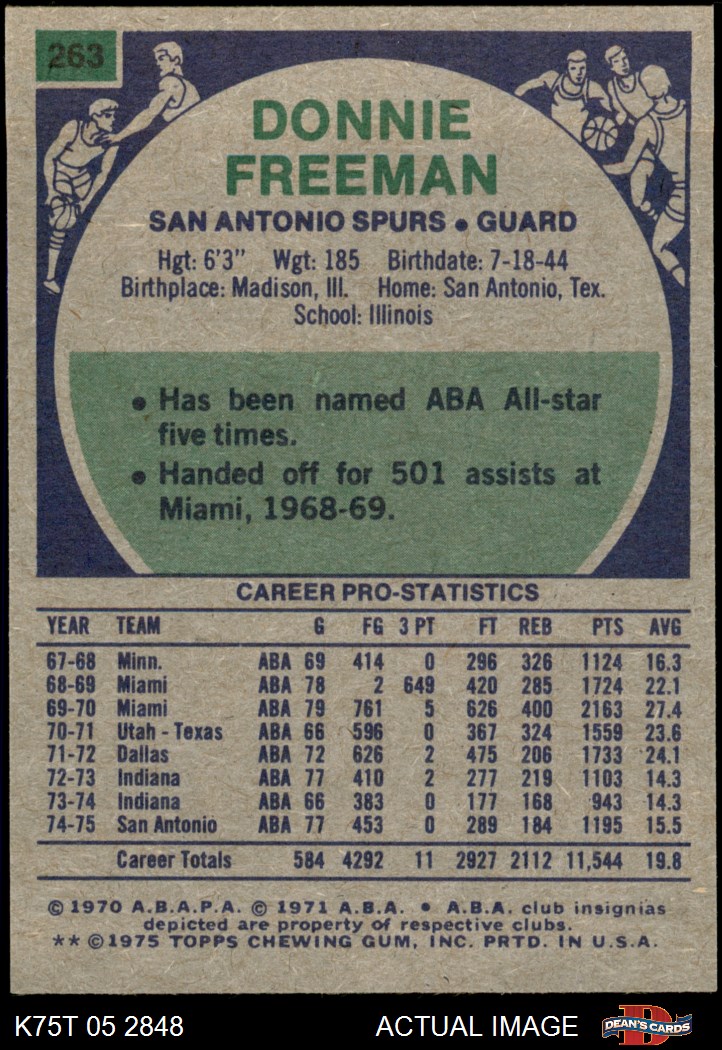 263
DONNIE
FREEMAN
SAN ANTONIO SPURS • GUARD
Hgt: 6'3" Wgt: 185 Birthdate: 7-18-44
Birthplace: Madison, Ill. Home: San Antonio, Tex.
School: Illinois
• Has been named ABA All-star
five times.
• Handed off for 501 assists at
Miami, 1968-69.
CAREER PRO-STATISTICS
YEAR TEAM G FG 3 PT FT REB PTS AVG
67-68 Minn. ABA 69 414 0 296 326 1124 16.3
68-69 Miami ABA 78 2 649 420 285 1724 22.1
69-70 Miami ABA 79 761 5 626 400 2163 27.4
70-71 Utah - Texas ABA 66 596 0 367 324 1559 23.6
71-72 Dallas ABA 72 626 2 475 206 1733 24.1
72-73 Indiana ABA 77 410 2 277 219 1103 14.3
73-74 Indiana ABA 66 383 0 177 168 943 14.3
74-75 San Antonio ABA 77 453 0 289 184 1195 15.5
Career Totals 584 4292 11 2927 2112 11,544 19.8
© 1970 A.B.A.P.A. © 1971 A.B.A. • A.B.A. club insignias
depicted are property of respective clubs.
** © 1975 TOPPS CHEWING GUM, INC. PRTD. IN U.S.A.
K75T 05 2848 ACTUAL IMAGE D DEAN'S CARDS